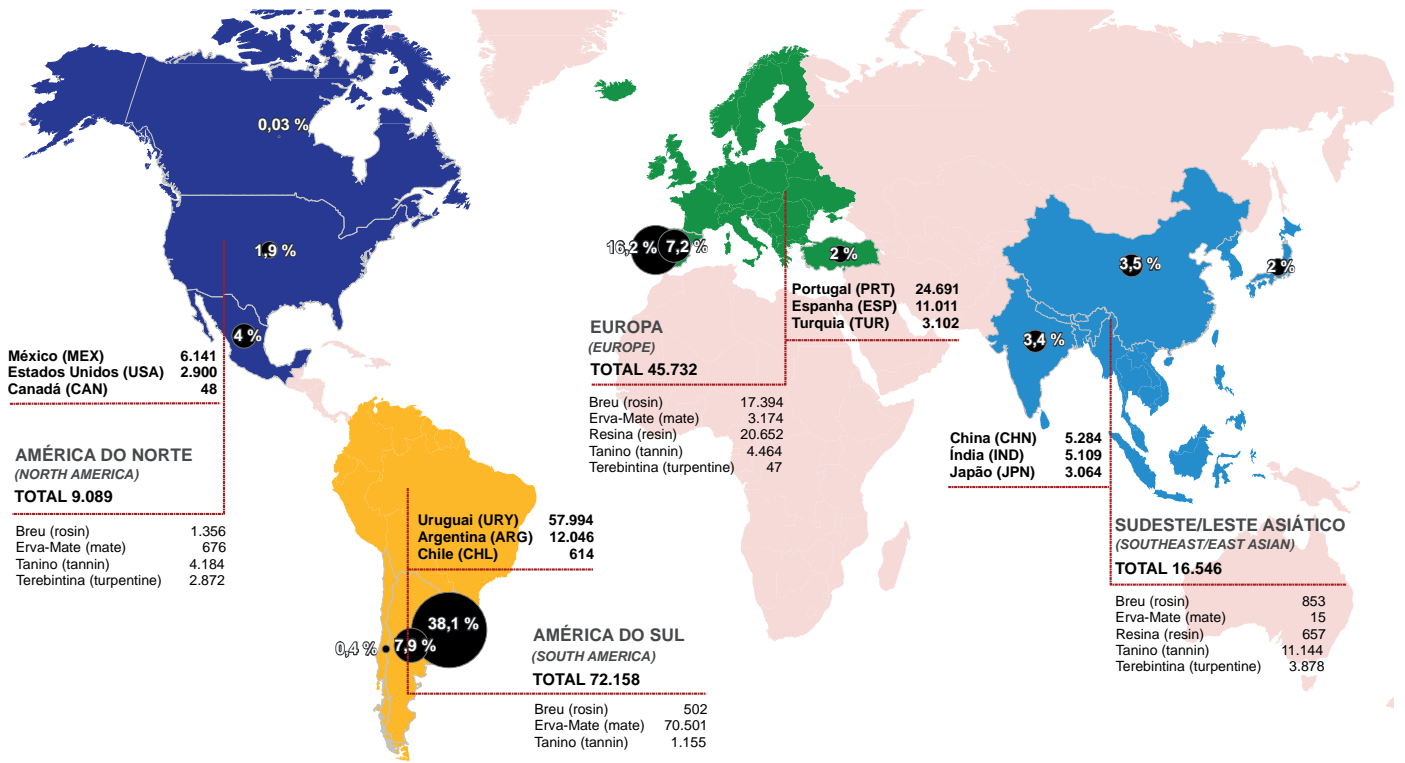 0,03 %
1,9 %
4 %
México (MEX) 6.141
Estados Unidos (USA) 2.900
Canadá (CAN) 48
AMÉRICA DO NORTE
(NORTH AMERICA)
TOTAL 9.089
Breu (rosin) 1.356
Erva-Mate (mate) 676
Tanino (tannin) 4.184
Terebintina (turpentine) 2.872
Uruguai (URY) 57.994
Argentina (ARG) 12.046
Chile (CHL) 614
38,1 %
7,9 %
0,4 %
AMÉRICA DO SUL
(SOUTH AMERICA)
TOTAL 72.158
Breu (rosin) 502
Erva-Mate (mate) 70.501
Tanino (tannin) 1.155
16,2 %
7,2 %
2 %
Portugal (PRT) 24.691
Espanha (ESP) 11.011
Turquia (TUR) 3.102
EUROPA
(EUROPE)
TOTAL 45.732
Breu (rosin) 17.394
Erva-Mate (mate) 3.174
Resina (resin) 20.652
Tanino (tannin) 4.464
Terebintina (turpentine) 47
3,5 %
2 %
3,4 %
China (CHN) 5.284
Índia (IND) 5.109
Japão (JPN) 3.064
SUDESTE/LESTE ASIÁTICO
(SOUTHEAST/EAST ASIAN)
TOTAL 16.546
Breu (rosin) 853
Erva-Mate (mate) 15
Resina (resin) 657
Tanino (tannin) 11.144
Terebintina (turpentine) 3.878